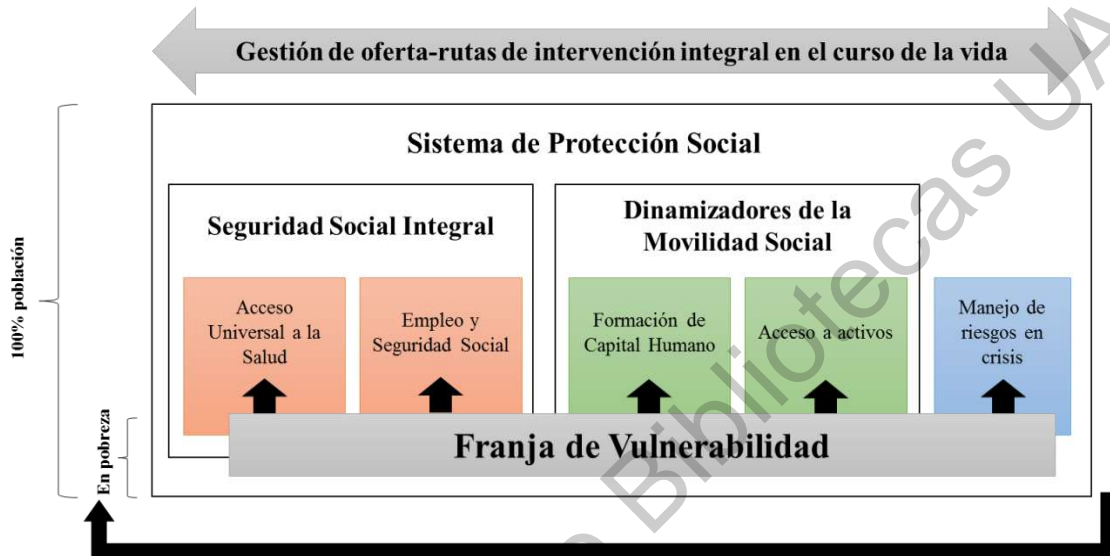 Gestión de oferta-rutas de intervención integral en el curso de la vida
Sistema de Protección Social
Seguridad Social Integral
Dinamizadores de la
Movilidad Social
Acceso
Universal a la
Salud
Empleo y
Seguridad Social
Formación de
Capital Humano
Acceso a activos
Manejo de
riesgos en
crisis
Franja de Vulnerabilidad
100% población
En pobreza
Bibliotecas UA